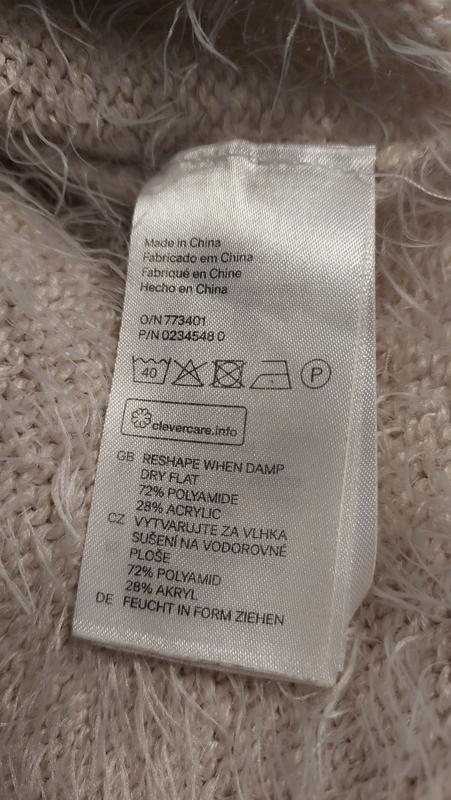 Made in China
Fabricado em China
Fabriqué en Chine
Hecho en China
O/N 773401
P/N 0234548 0
40
P
clevercare.info
GB RESHAPE WHEN DAMP
DRY FLAT
72% POLYAMIDE
28% ACRYLIC
CZ VYTVARUJTE ZA VLHKA
SUŠENÍ NA VODOROVNÉ
PLOŠE
72% POLYAMID
28% AKRYL
DE FEUCHT IN FORM ZIEHEN